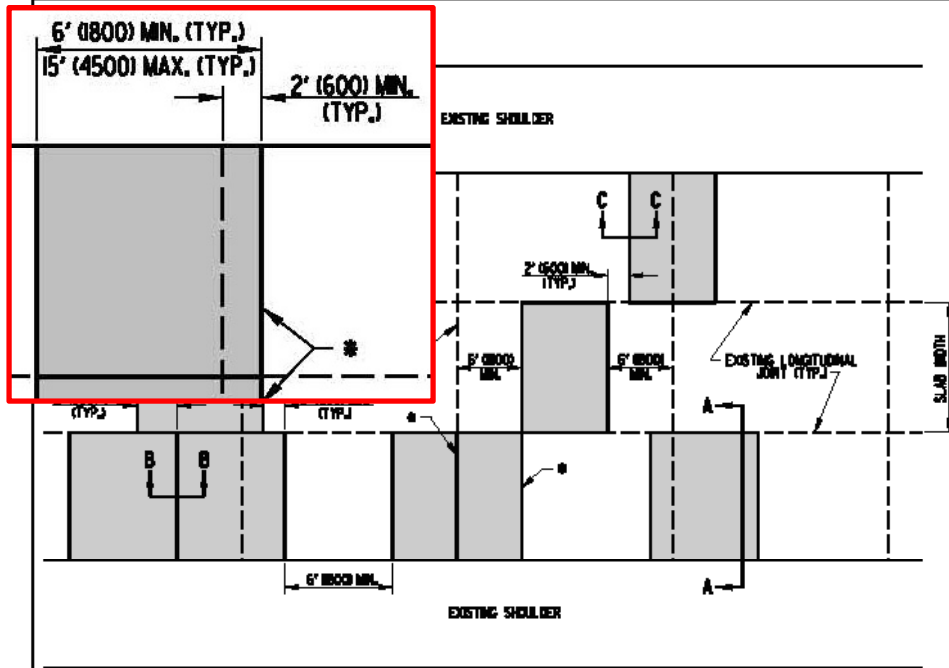 6' (1800) MIN. (TYP.)
15' (4500) MAX. (TYP.)
2' (600) MIN.
(TYP.)
*
EXISTING SHOULDER
C C
2' (600) MIN.
(TYP.)
6' (1800)
MIN.
6' (1800)
MIN.
EXISTING LONGITUDINAL
JOINT (TYP.)
SLAB WIDTH
(TYP.)
(TYP.)
*
A
B B
*
6' (1800) MIN.
A
EXISTING SHOULDER